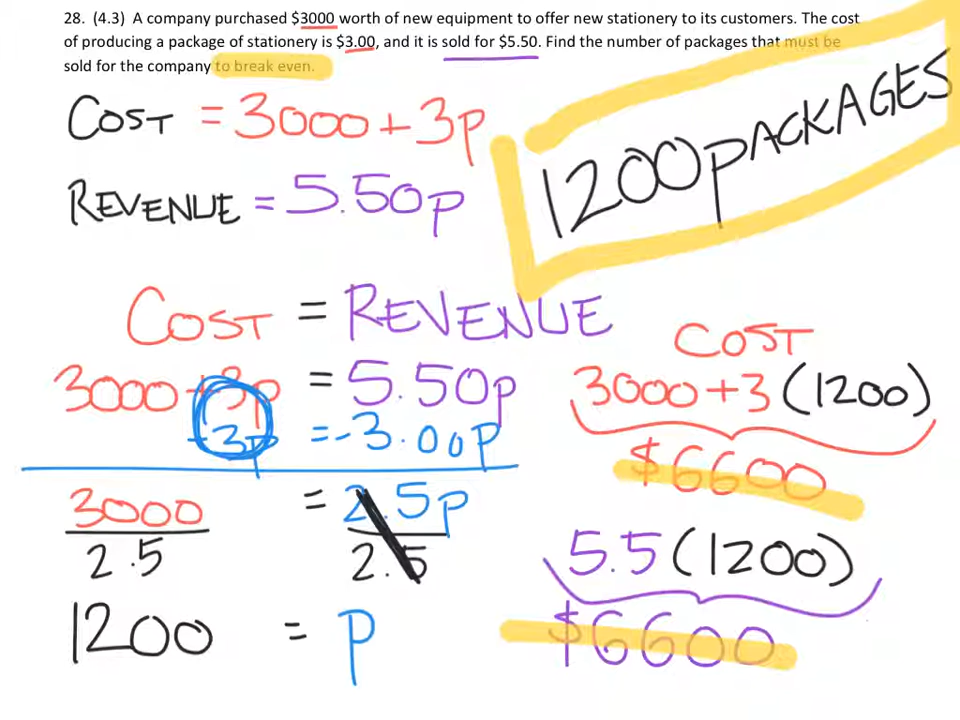 28. (4.3) A company purchased $3000 worth of new equipment to offer new stationery to its customers. The cost
of producing a package of stationery is $3.00, and it is sold for $5.50. Find the number of packages that must be
sold for the company to break even.
COST = 3000 + 3p
REVENUE = 5.50p
1200 PACKAGES
COST = REVENUE
3000 + 3p = 5.50p
-3p = -3.00p
3000 = 2.5p
2.5 2.5
1200 = p
COST
3000 + 3 (1200)
$6600
5.5 (1200)
$6600